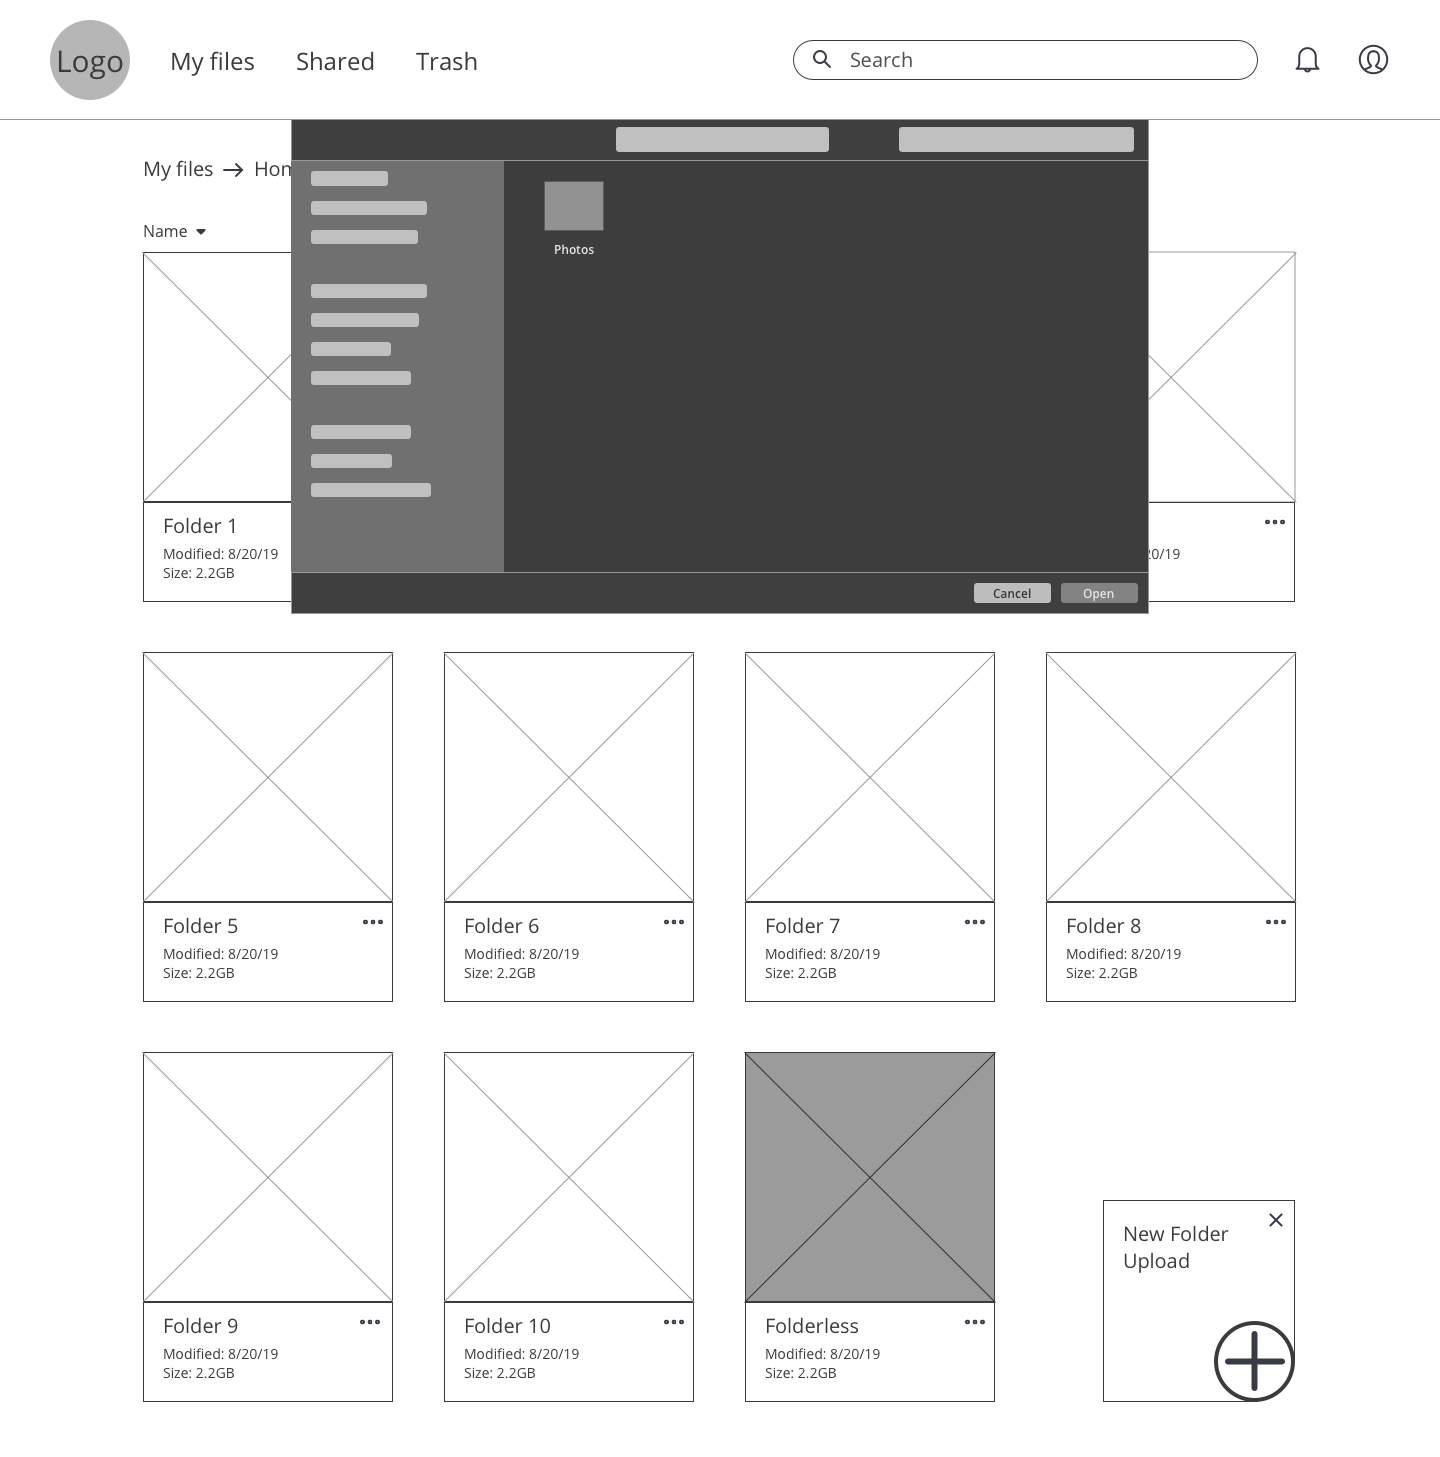 Logo
My files
Shared
Trash
Search
My files
Name
Photos
Folder 1
Modified: 8/20/19
Size: 2.2GB
Cancel
Open
Folder 5
Modified: 8/20/19
Size: 2.2GB
Folder 6
Modified: 8/20/19
Size: 2.2GB
Folder 7
Modified: 8/20/19
Size: 2.2GB
Folder 8
Modified: 8/20/19
Size: 2.2GB
Folder 9
Modified: 8/20/19
Size: 2.2GB
Folder 10
Modified: 8/20/19
Size: 2.2GB
Folderless
Modified: 8/20/19
Size: 2.2GB
New Folder
Upload